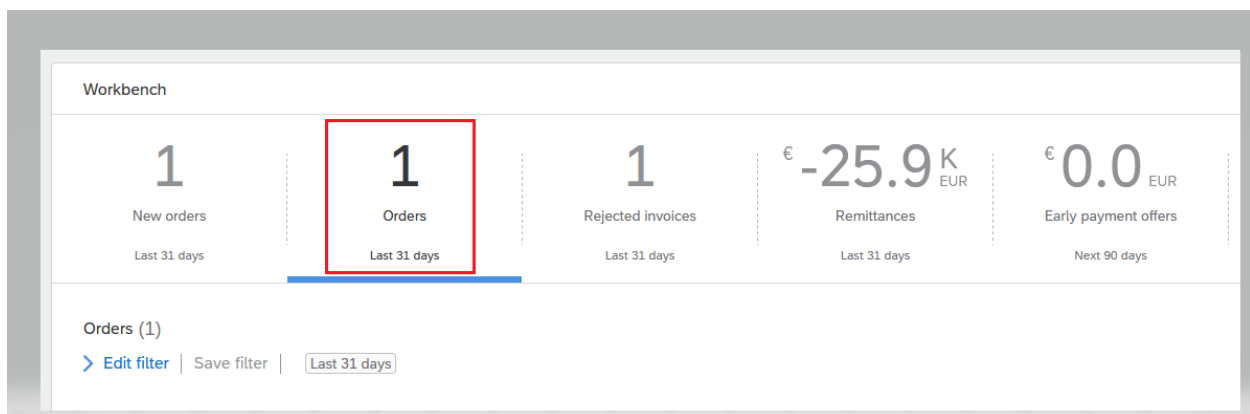 Workbench
1
New orders
Last 31 days
1
Orders
Last 31 days
1
Rejected invoices
Last 31 days
€ -25.9 K EUR
Remittances
Last 31 days
€ 0.0 EUR
Early payment offers
Next 90 days
Orders (1)
Edit filter | Save filter | Last 31 days